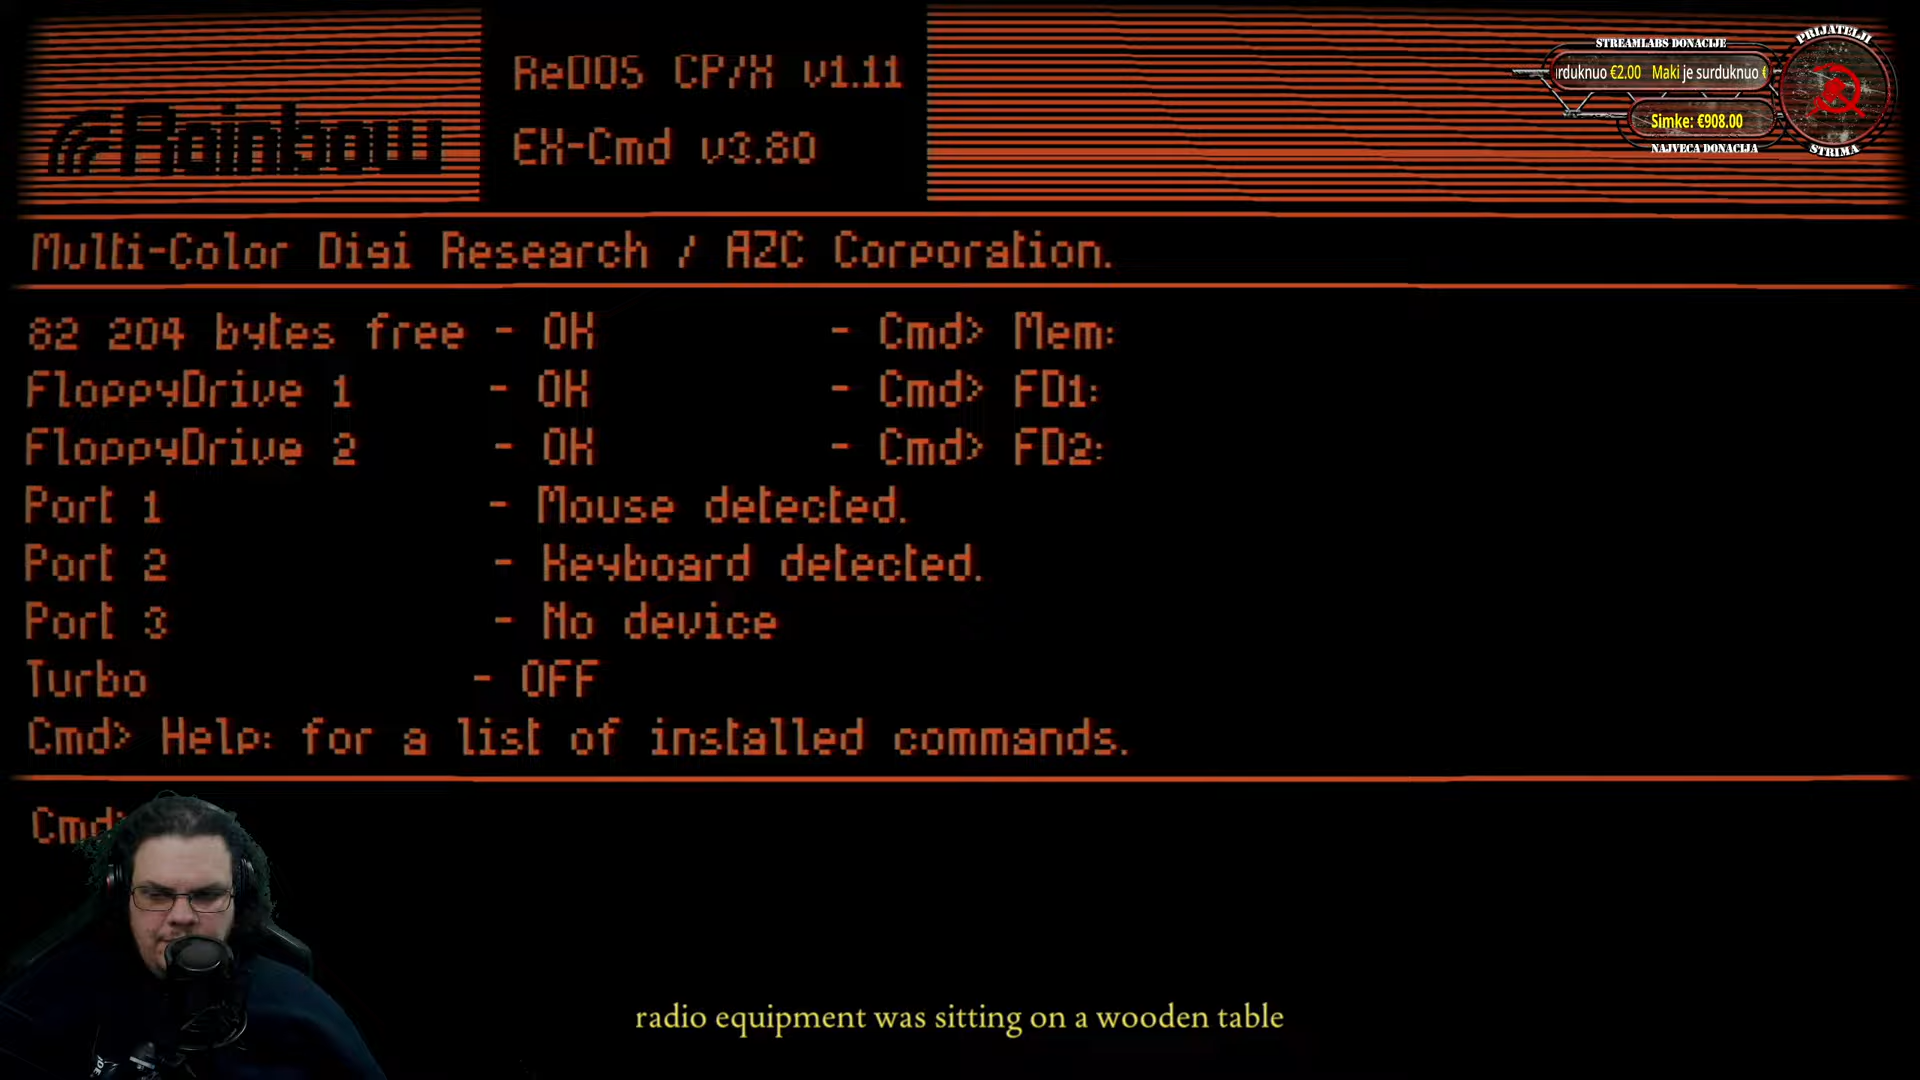 Rainbow
ReDOS CP/X v1.11
EX-Cmd v3.80
STREAMLABS DONACIJE
ırduknuo €2.00 Maki je surduknuo €
Simke: €908.00
NAJVECA DONACIJA
PRIJATELJI
STRIMA
Multi-Color Digi Research / A2C Corporation.
82 204 bytes free - OK - Cmd> Mem:
FloppyDrive 1 - OK - Cmd> FD1:
FloppyDrive 2 - OK - Cmd> FD2:
Port 1 - Mouse detected.
Port 2 - Keyboard detected.
Port 3 - No device
Turbo - OFF
Cmd> Help: for a list of installed commands.
Cmd>
radio equipment was sitting on a wooden table